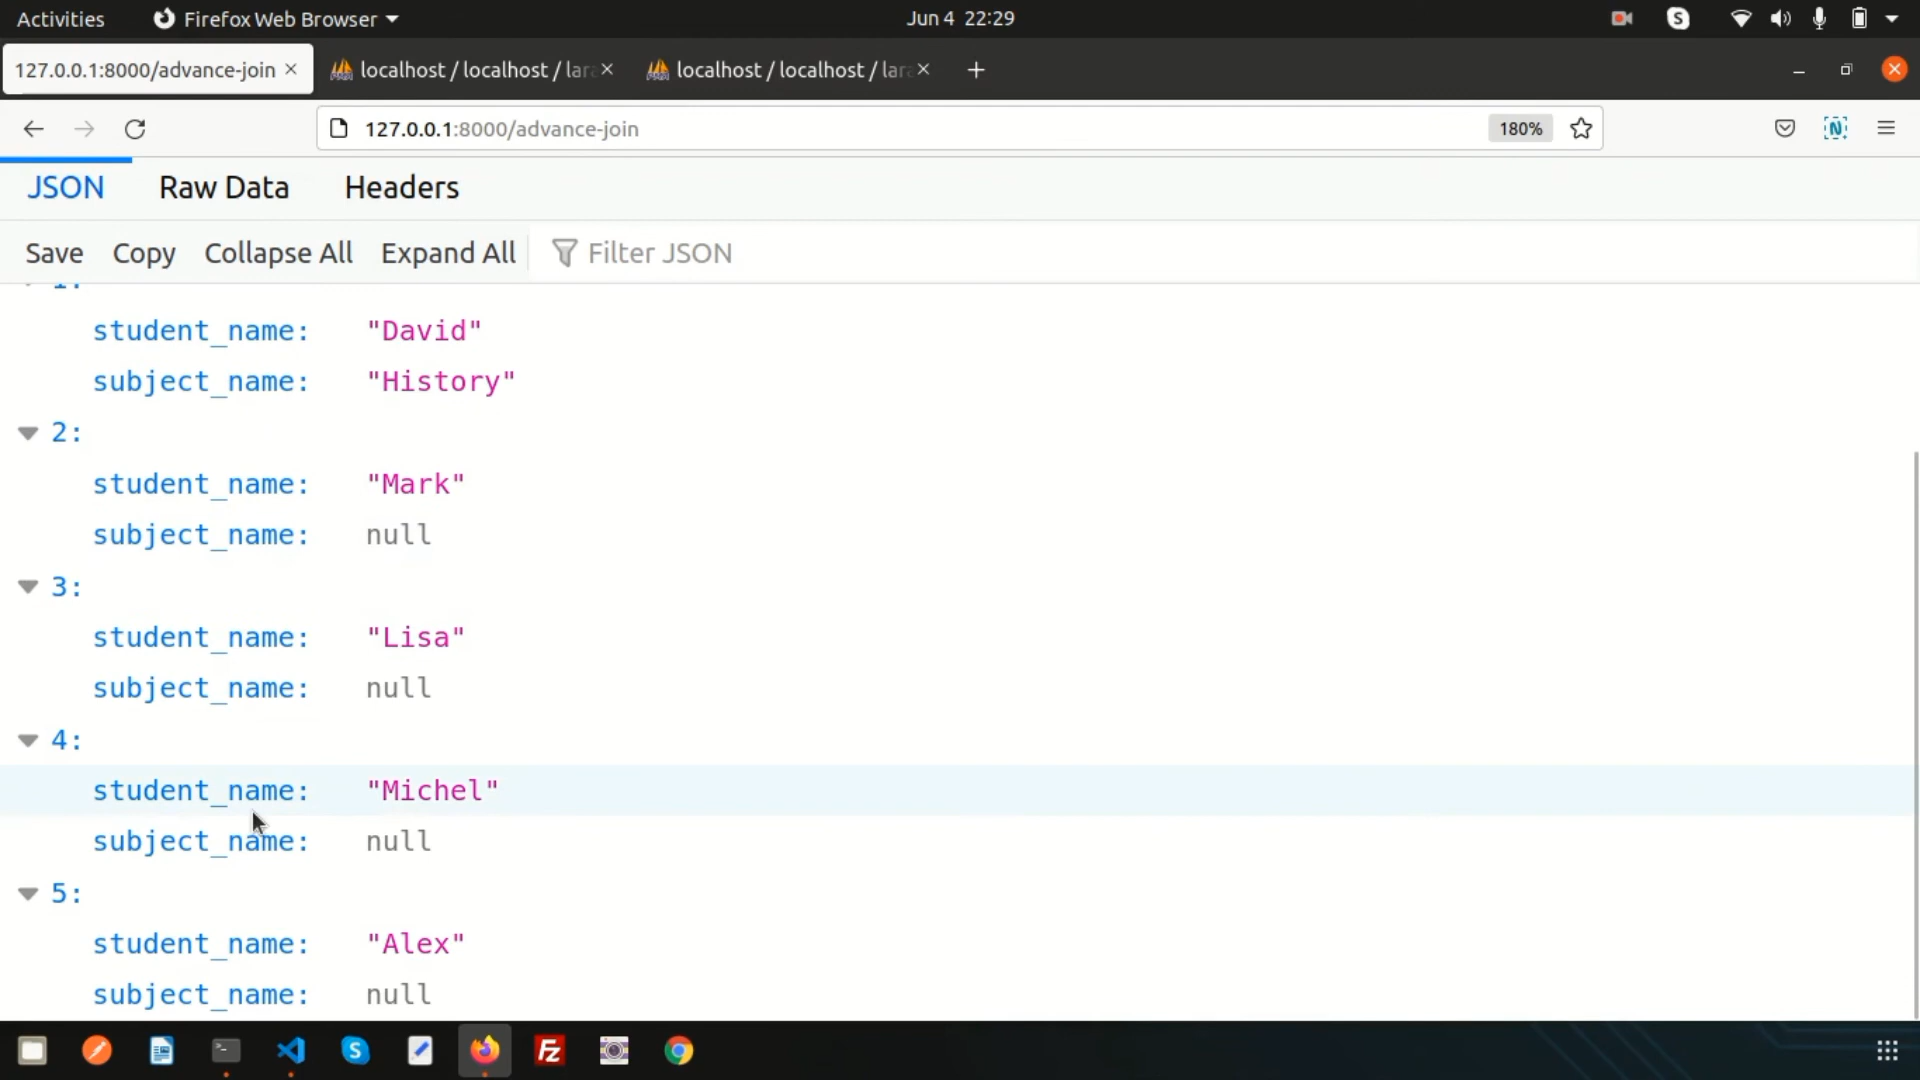 Activities Firefox Web Browser Jun 4 22:29
127.0.0.1:8000/advance-join localhost / localhost / lar localhost / localhost / lar
127.0.0.1:8000/advance-join 180%
JSON Raw Data Headers
Save Copy Collapse All Expand All Filter JSON
1:
student_name: "David"
subject_name: "History"
2:
student_name: "Mark"
subject_name: null
3:
student_name: "Lisa"
subject_name: null
4:
student_name: "Michel"
subject_name: null
5:
student_name: "Alex"
subject_name: null